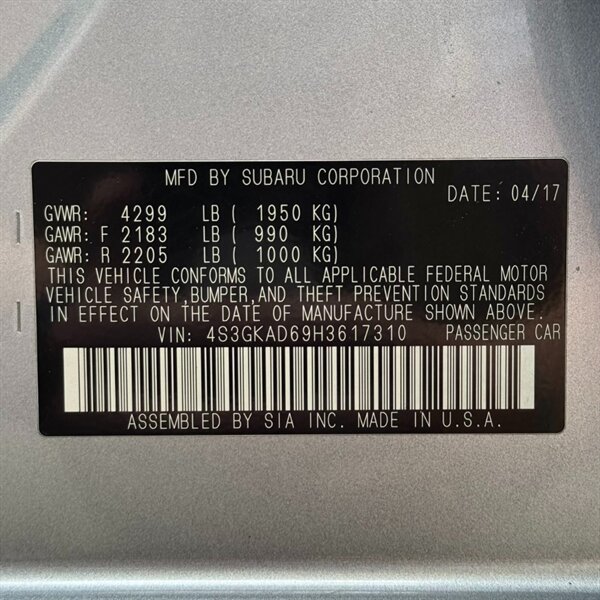 MFD BY SUBARU CORPORATION
DATE: 04/17
GVWR: 4299 LB ( 1950 KG)
GAWR: F 2183 LB ( 990 KG)
GAWR: R 2205 LB ( 1000 KG)
THIS VEHICLE CONFORMS TO ALL APPLICABLE FEDERAL MOTOR
VEHICLE SAFETY, BUMPER, AND THEFT PREVENTION STANDARDS
IN EFFECT ON THE DATE OF MANUFACTURE SHOWN ABOVE.
VIN: 4S3GKAD69H3617310 PASSENGER CAR
ASSEMBLED BY SIA INC. MADE IN U.S.A.